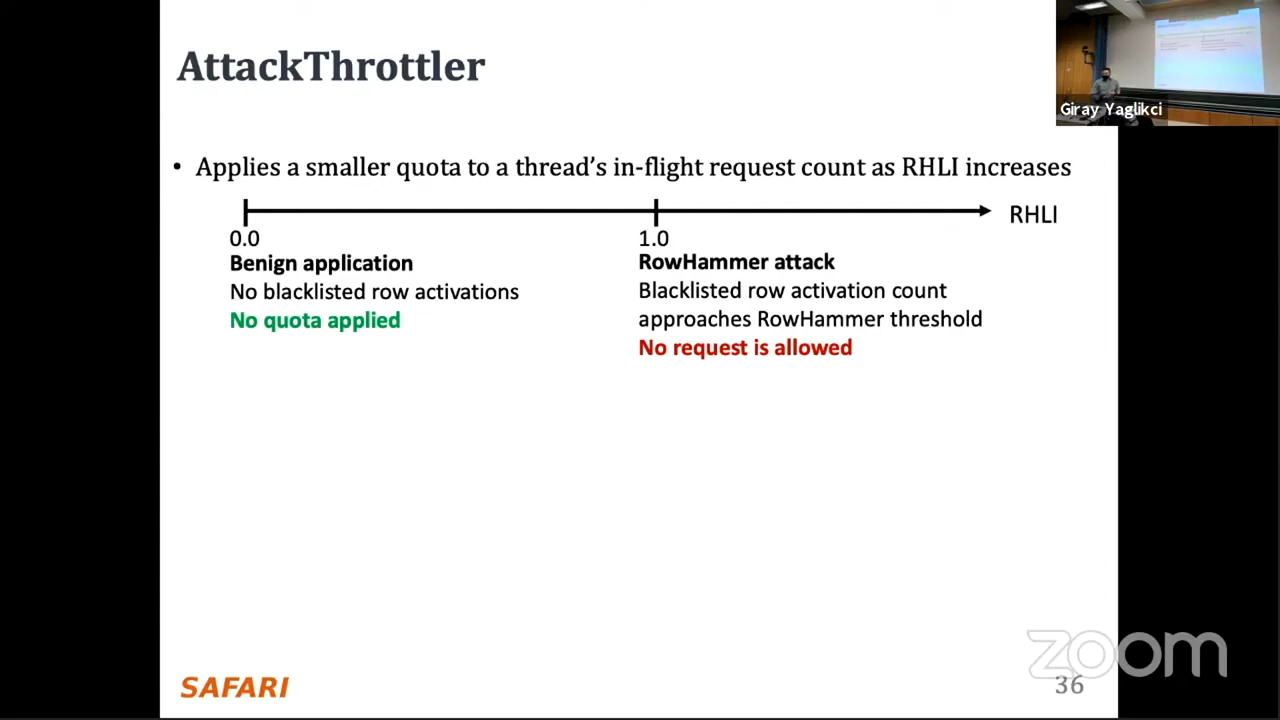 AttackThrottler
Giray Yaglikci
• Applies a smaller quota to a thread's in-flight request count as RHLI increases
RHLI
0.0
Benign application
No blacklisted row activations
No quota applied
1.0
RowHammer attack
Blacklisted row activation count
approaches RowHammer threshold
No request is allowed
zoom
SAFARI
36